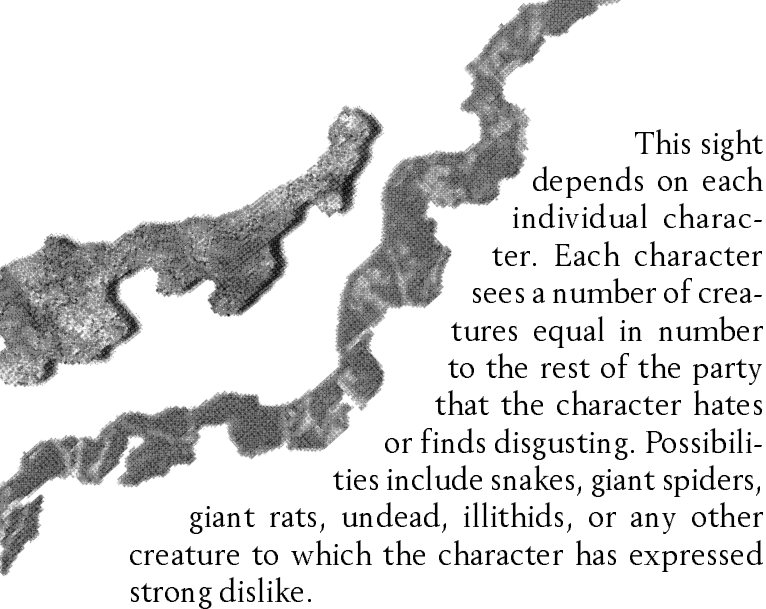 This sight
depends on each
individual charac-
ter. Each character
sees a number of crea-
tures equal in number
to the rest of the party
that the character hates
or finds disgusting. Possibili-
ties include snakes, giant spiders,
giant rats, undead, illithids, or any other
creature to which the character has expressed
strong dislike.